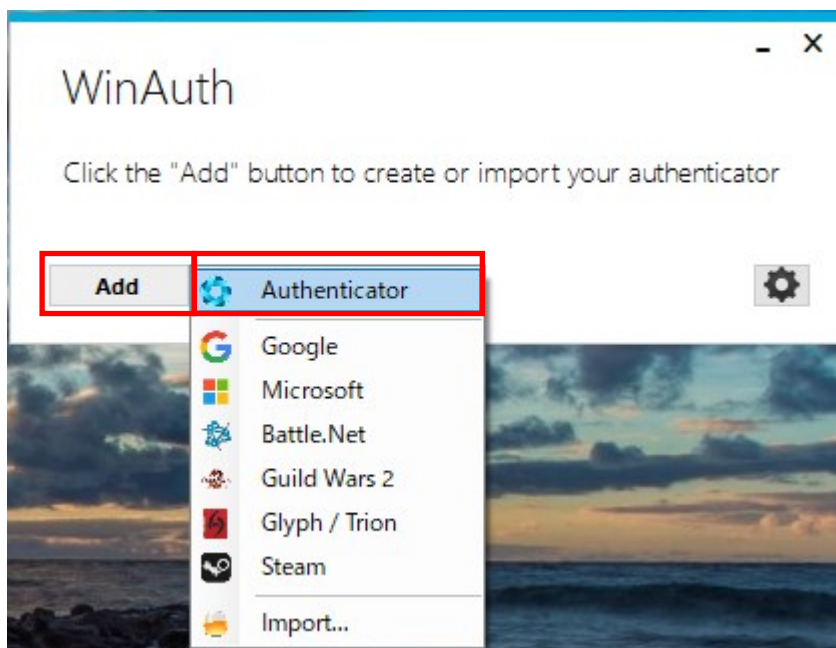 WinAuth
Click the "Add" button to create or import your authenticator
Add
Authenticator
Google
Microsoft
Battle.Net
Guild Wars 2
Glyph / Trion
Steam
Import...